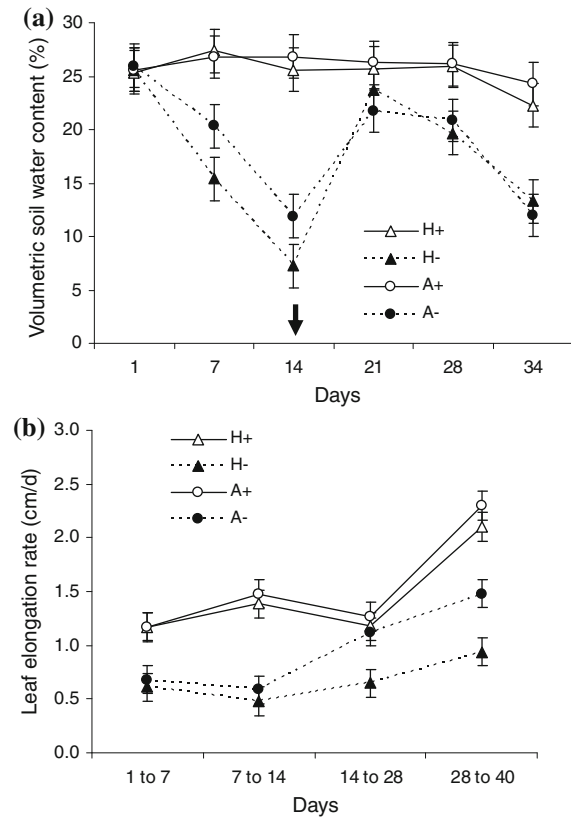 (a)
Volumetric soil water content (%)
30
25
20
15
10
5
0
H+
H-
A+
A-
1 7 14 21 28 34
Days
(b)
Leaf elongation rate (cm/d)
3.0
2.5
2.0
1.5
1.0
0.5
0.0
H+
H-
A+
A-
1 to 7 7 to 14 14 to 28 28 to 40
Days